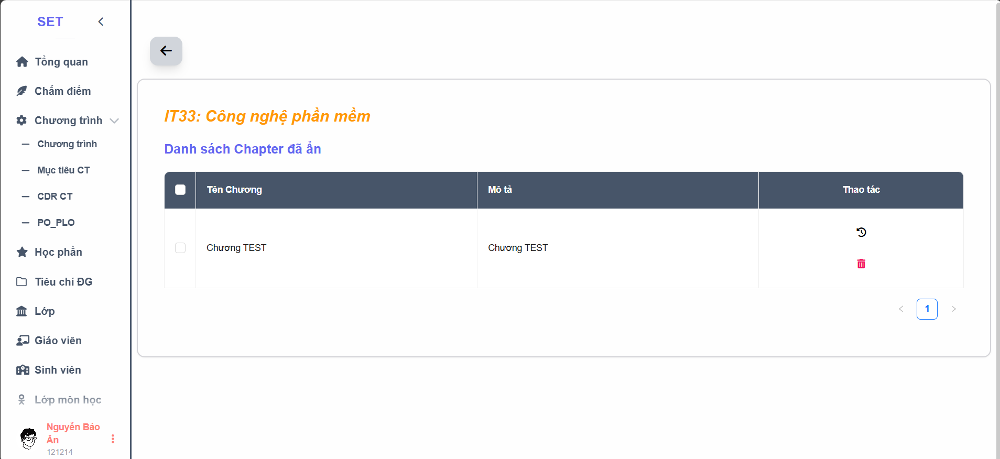 SET
Tổng quan
Chấm điểm
Chương trình
Chương trình
Mục tiêu CT
CDR CT
PO_PLO
Học phần
Tiêu chí ĐG
Lớp
Giáo viên
Sinh viên
Lớp môn học
Nguyễn Bảo
Ân
121214
IT33: Công nghệ phần mềm
Danh sách Chapter đã ẩn
Tên Chương Mô tả Thao tác
Chương TEST Chương TEST
1